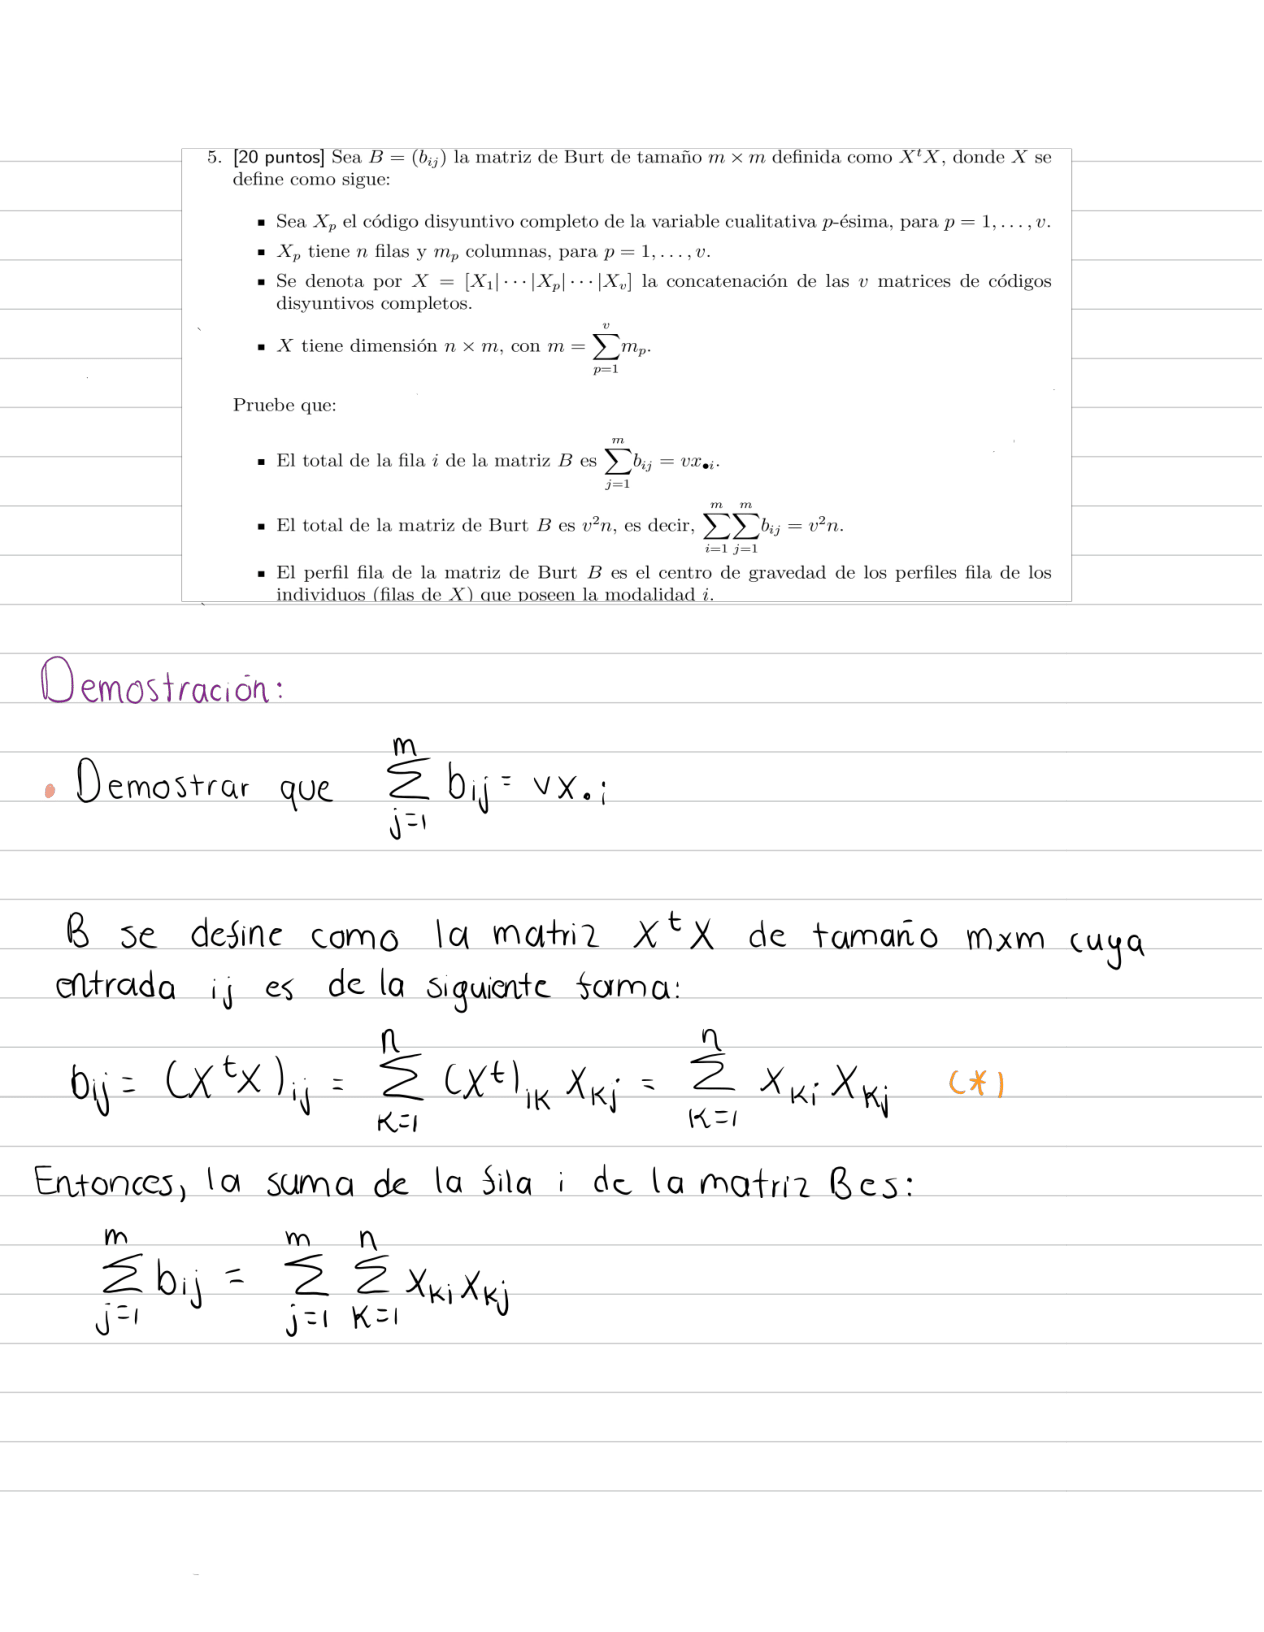 5. [20 puntos] Sea B = (b_{ij}) la matriz de Burt de tamaño m × m definida como X^tX, donde X se
define como sigue:
▪ Sea X_p el código disyuntivo completo de la variable cualitativa p-ésima, para p = 1, . . . , v.
▪ X_p tiene n filas y m_p columnas, para p = 1, . . . , v.
▪ Se denota por X = [X_1| · · · |X_p| · · · |X_v] la concatenación de las v matrices de códigos
disyuntivos completos.
▪ X tiene dimensión n × m, con m = \sum_{p=1}^{v} m_p.
Pruebe que:
▪ El total de la fila i de la matriz B es \sum_{j=1}^{m} b_{ij} = vx_{•i}.
▪ El total de la matriz de Burt B es v^2n, es decir, \sum_{i=1}^{m} \sum_{j=1}^{m} b_{ij} = v^2n.
▪ El perfil fila de la matriz de Burt B es el centro de gravedad de los perfiles fila de los
individuos (filas de X) que poseen la modalidad i.
Demostración:
• Demostrar que \sum_{j=1}^{m} b_{ij} = vx_{•i}
B se define como la matriz X^tX de tamaño mxm cuya
entrada ij es de la siguiente forma:
b_{ij} = (X^tX)_{ij} = \sum_{k=1}^{n} (X^t)_{ik} x_{kj} = \sum_{k=1}^{n} x_{ki} x_{kj} (*)
Entonces, la suma de la fila i de la matriz B es:
\sum_{j=1}^{m} b_{ij} = \sum_{j=1}^{m} \sum_{k=1}^{n} x_{ki} x_{kj}